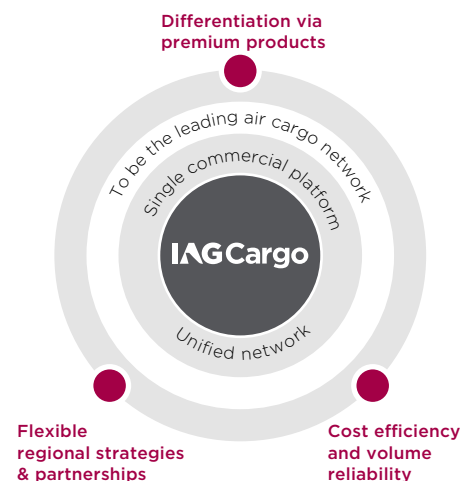 Differentiation via
premium products
To be the leading air cargo network
Single commercial platform
IAGCargo
Unified network
Flexible
regional strategies
& partnerships
Cost efficiency
and volume
reliability